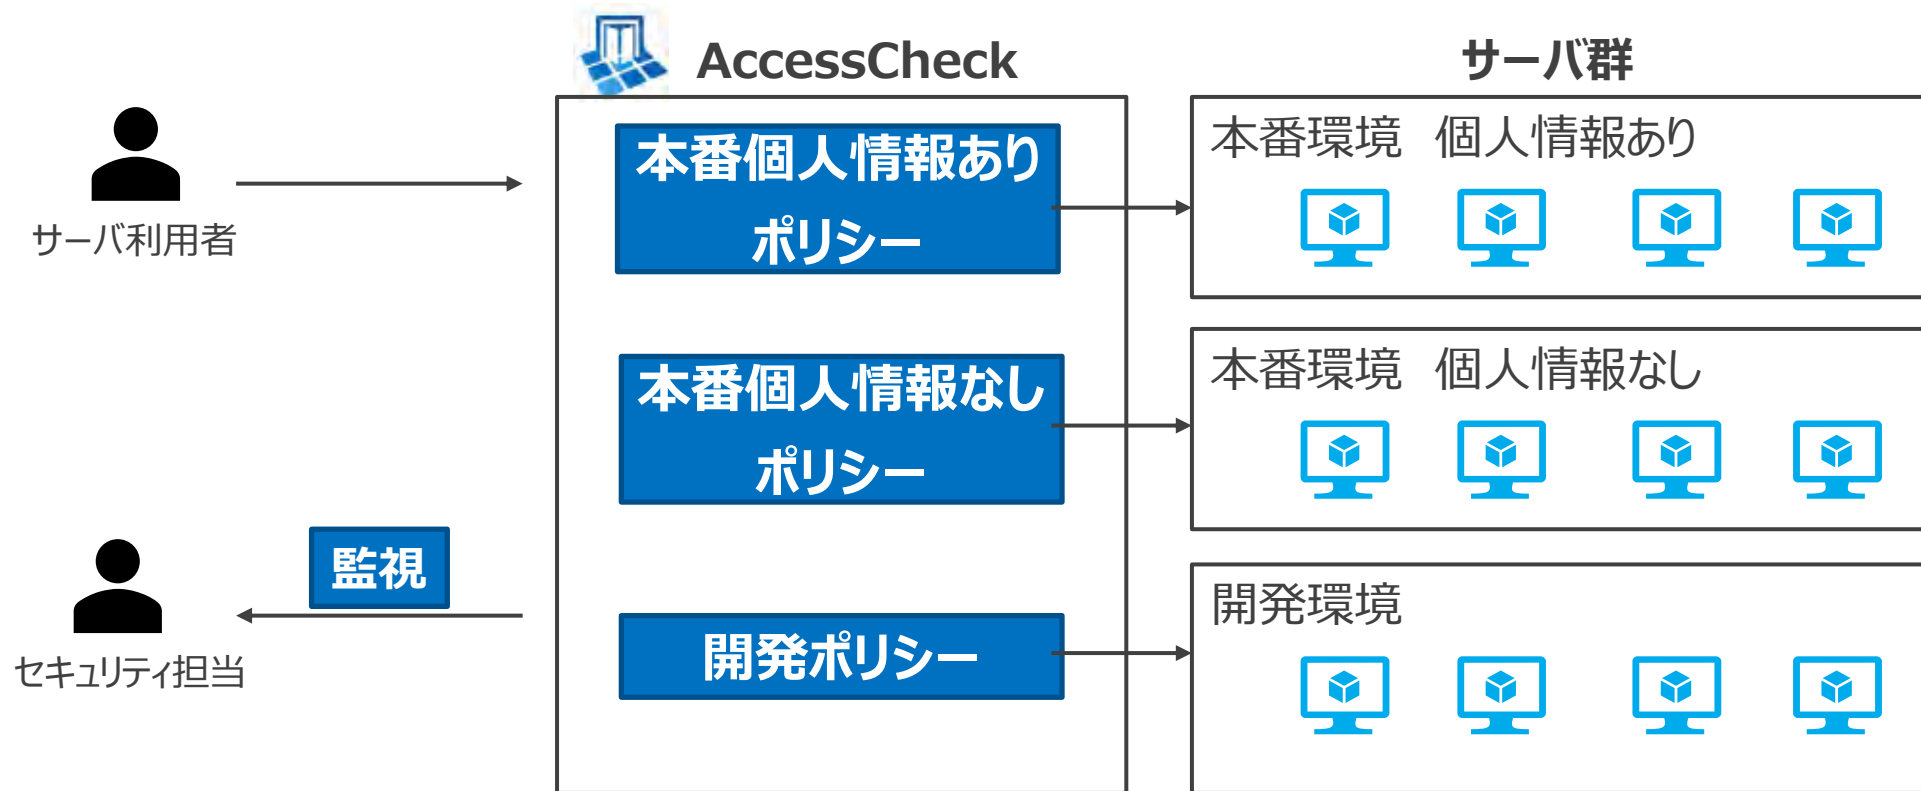 AccessCheck
サーバ群
サーバ利用者
本番個人情報あり
ポリシー
本番環境 個人情報あり
本番個人情報なし
ポリシー
本番環境 個人情報なし
監視
セキュリティ担当
開発ポリシー
開発環境